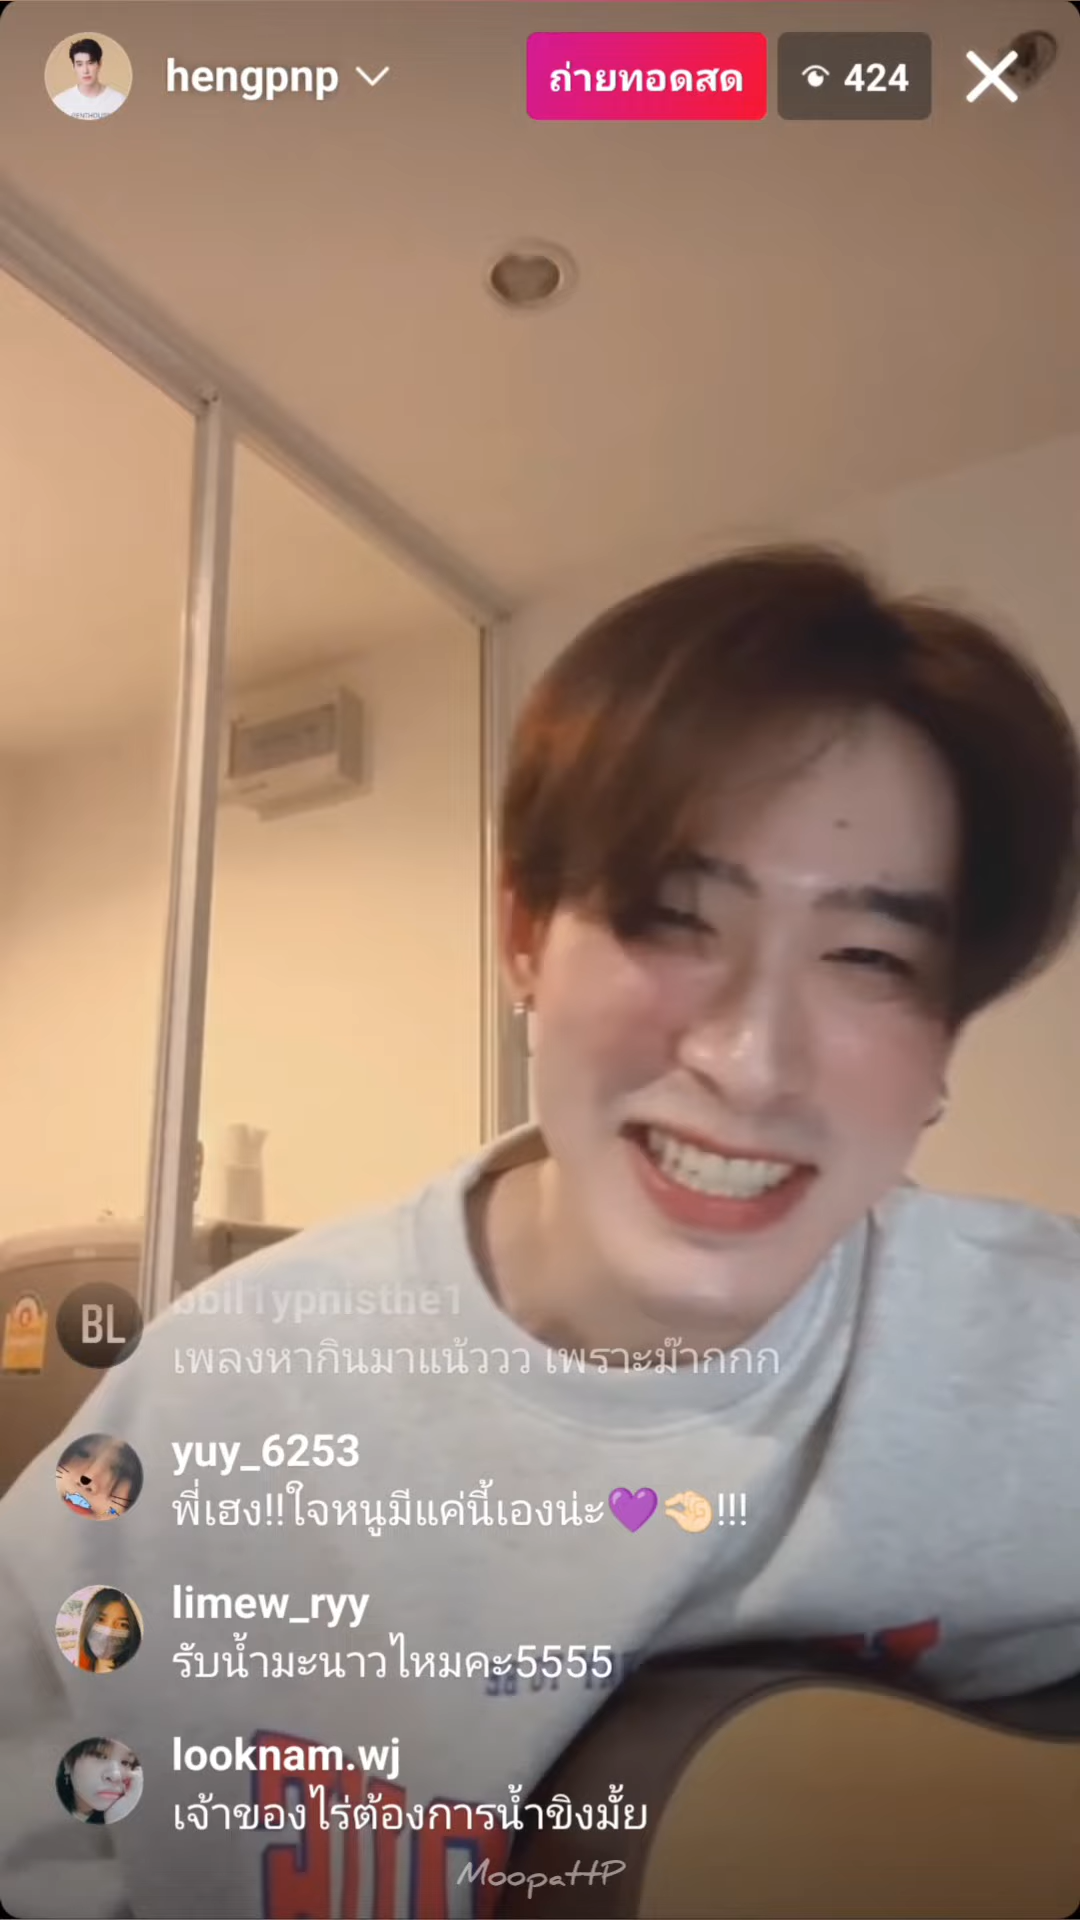 hengpnp
ถ่ายทอดสด
424
BL
bbil1ypnisthe1
เพลงหากินมาแน้ววว เพราะม๊ากกก
yuy_6253
พี่เฮง!!ใจหนูมีแค่นี้เองน่ะ💜🤏🏻!!!
limew_ryy
รับน้ำมะนาวไหมคะ5555
looknam.wj
เจ้าของไร่ต้องการน้ำขิงมั้ย
MoopaHP